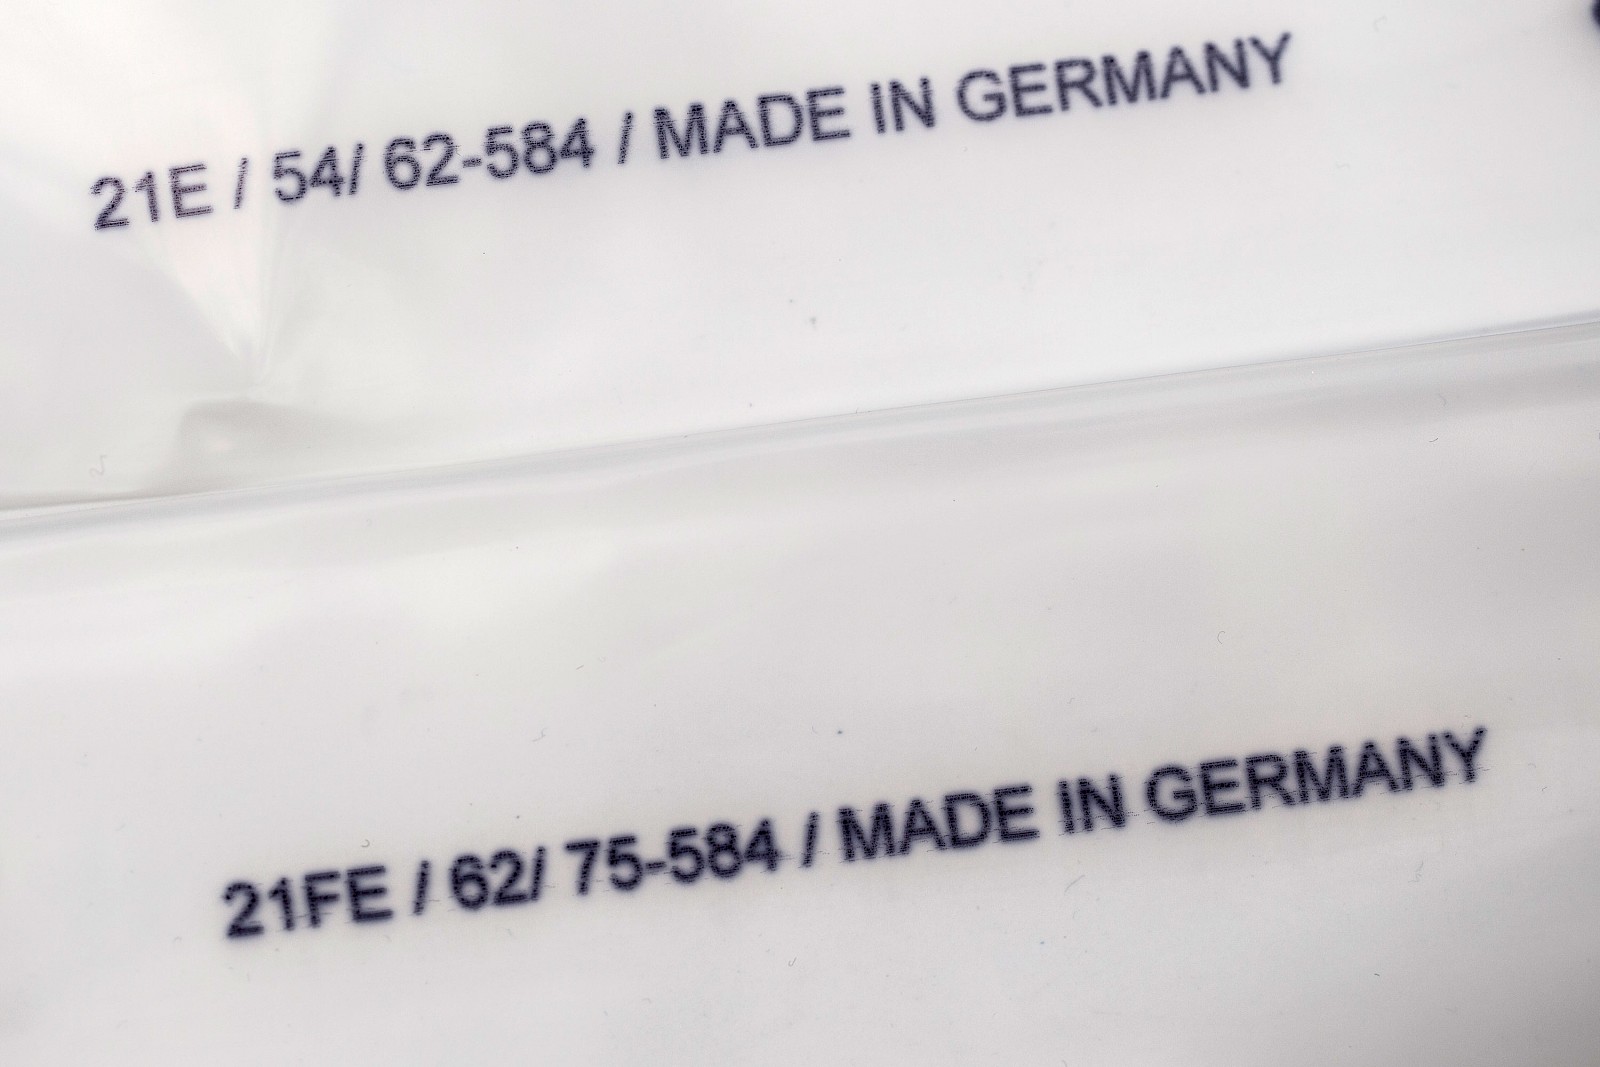 21E / 54/ 62-584 / MADE IN GERMANY
21FE / 62/ 75-584 / MADE IN GERMANY